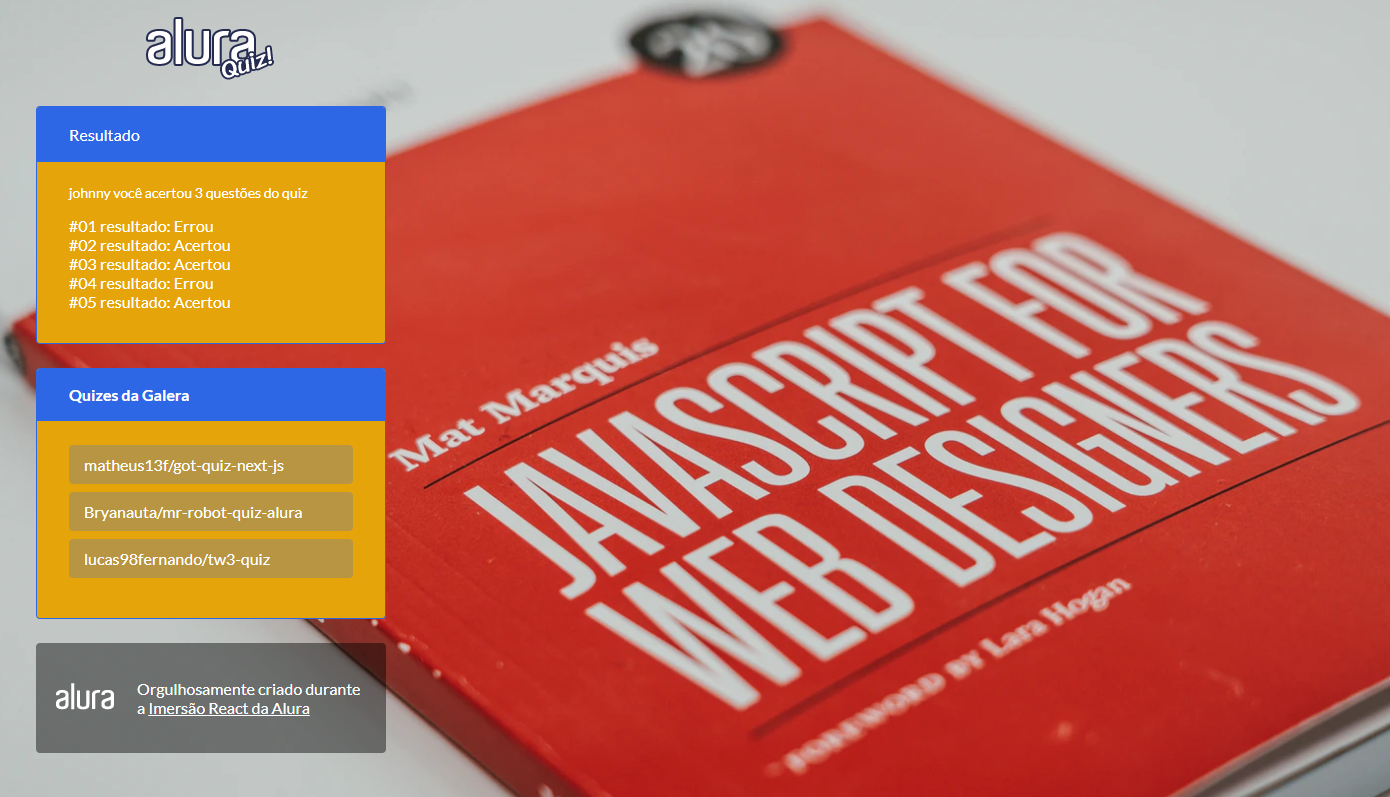 alura
Quiz!
Resultado
johnny você acertou 3 questões do quiz
#01 resultado: Errou
#02 resultado: Acertou
#03 resultado: Acertou
#04 resultado: Errou
#05 resultado: Acertou
Quizes da Galera
matheus13f/got-quiz-next-js
Bryanauta/mr-robot-quiz-alura
lucas98fernando/tw3-quiz
alura
Orgulhosamente criado durante
a Imersão React da Alura
Mat Marquis
JAVASCRIPT FOR
WEB DESIGNERS
FOREWORD BY Lara Hogan